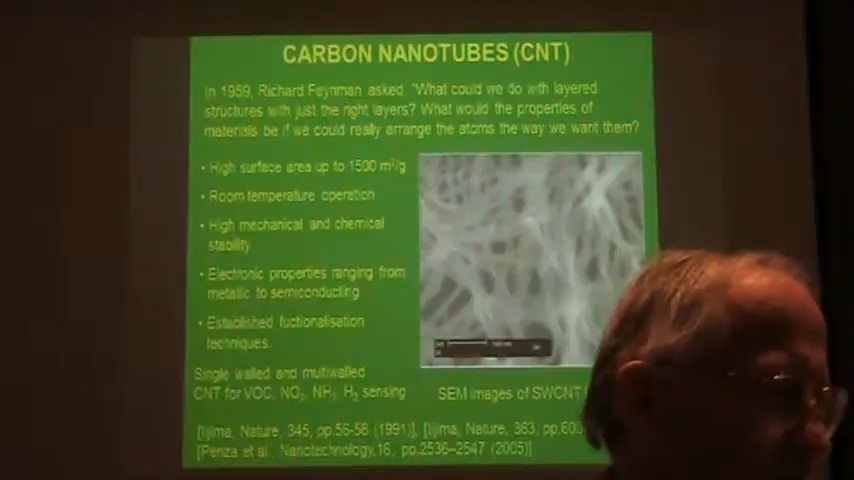 CARBON NANOTUBES (CNT)
In 1959, Richard Feynman asked "What could we do with layered
structures with just the right layers? What would the properties of
materials be if we could really arrange the atoms the way we want them?
• High surface area up to 1500 m²/g
• Room temperature operation
• High mechanical and chemical
stability
• Electronic properties ranging from
metallic to semiconducting
• Established fuctionalisation
techniques.
Single walled and multiwalled
CNT for VOC, NO₂, NH₃, H₂ sensing
SEM images of SWCNT
[Iijima, Nature, 345, pp.56-58 (1991)], [Iijima, Nature, 363, pp.603
[Penza et al., Nanotechnology,16, pp.2536–2547 (2005)]